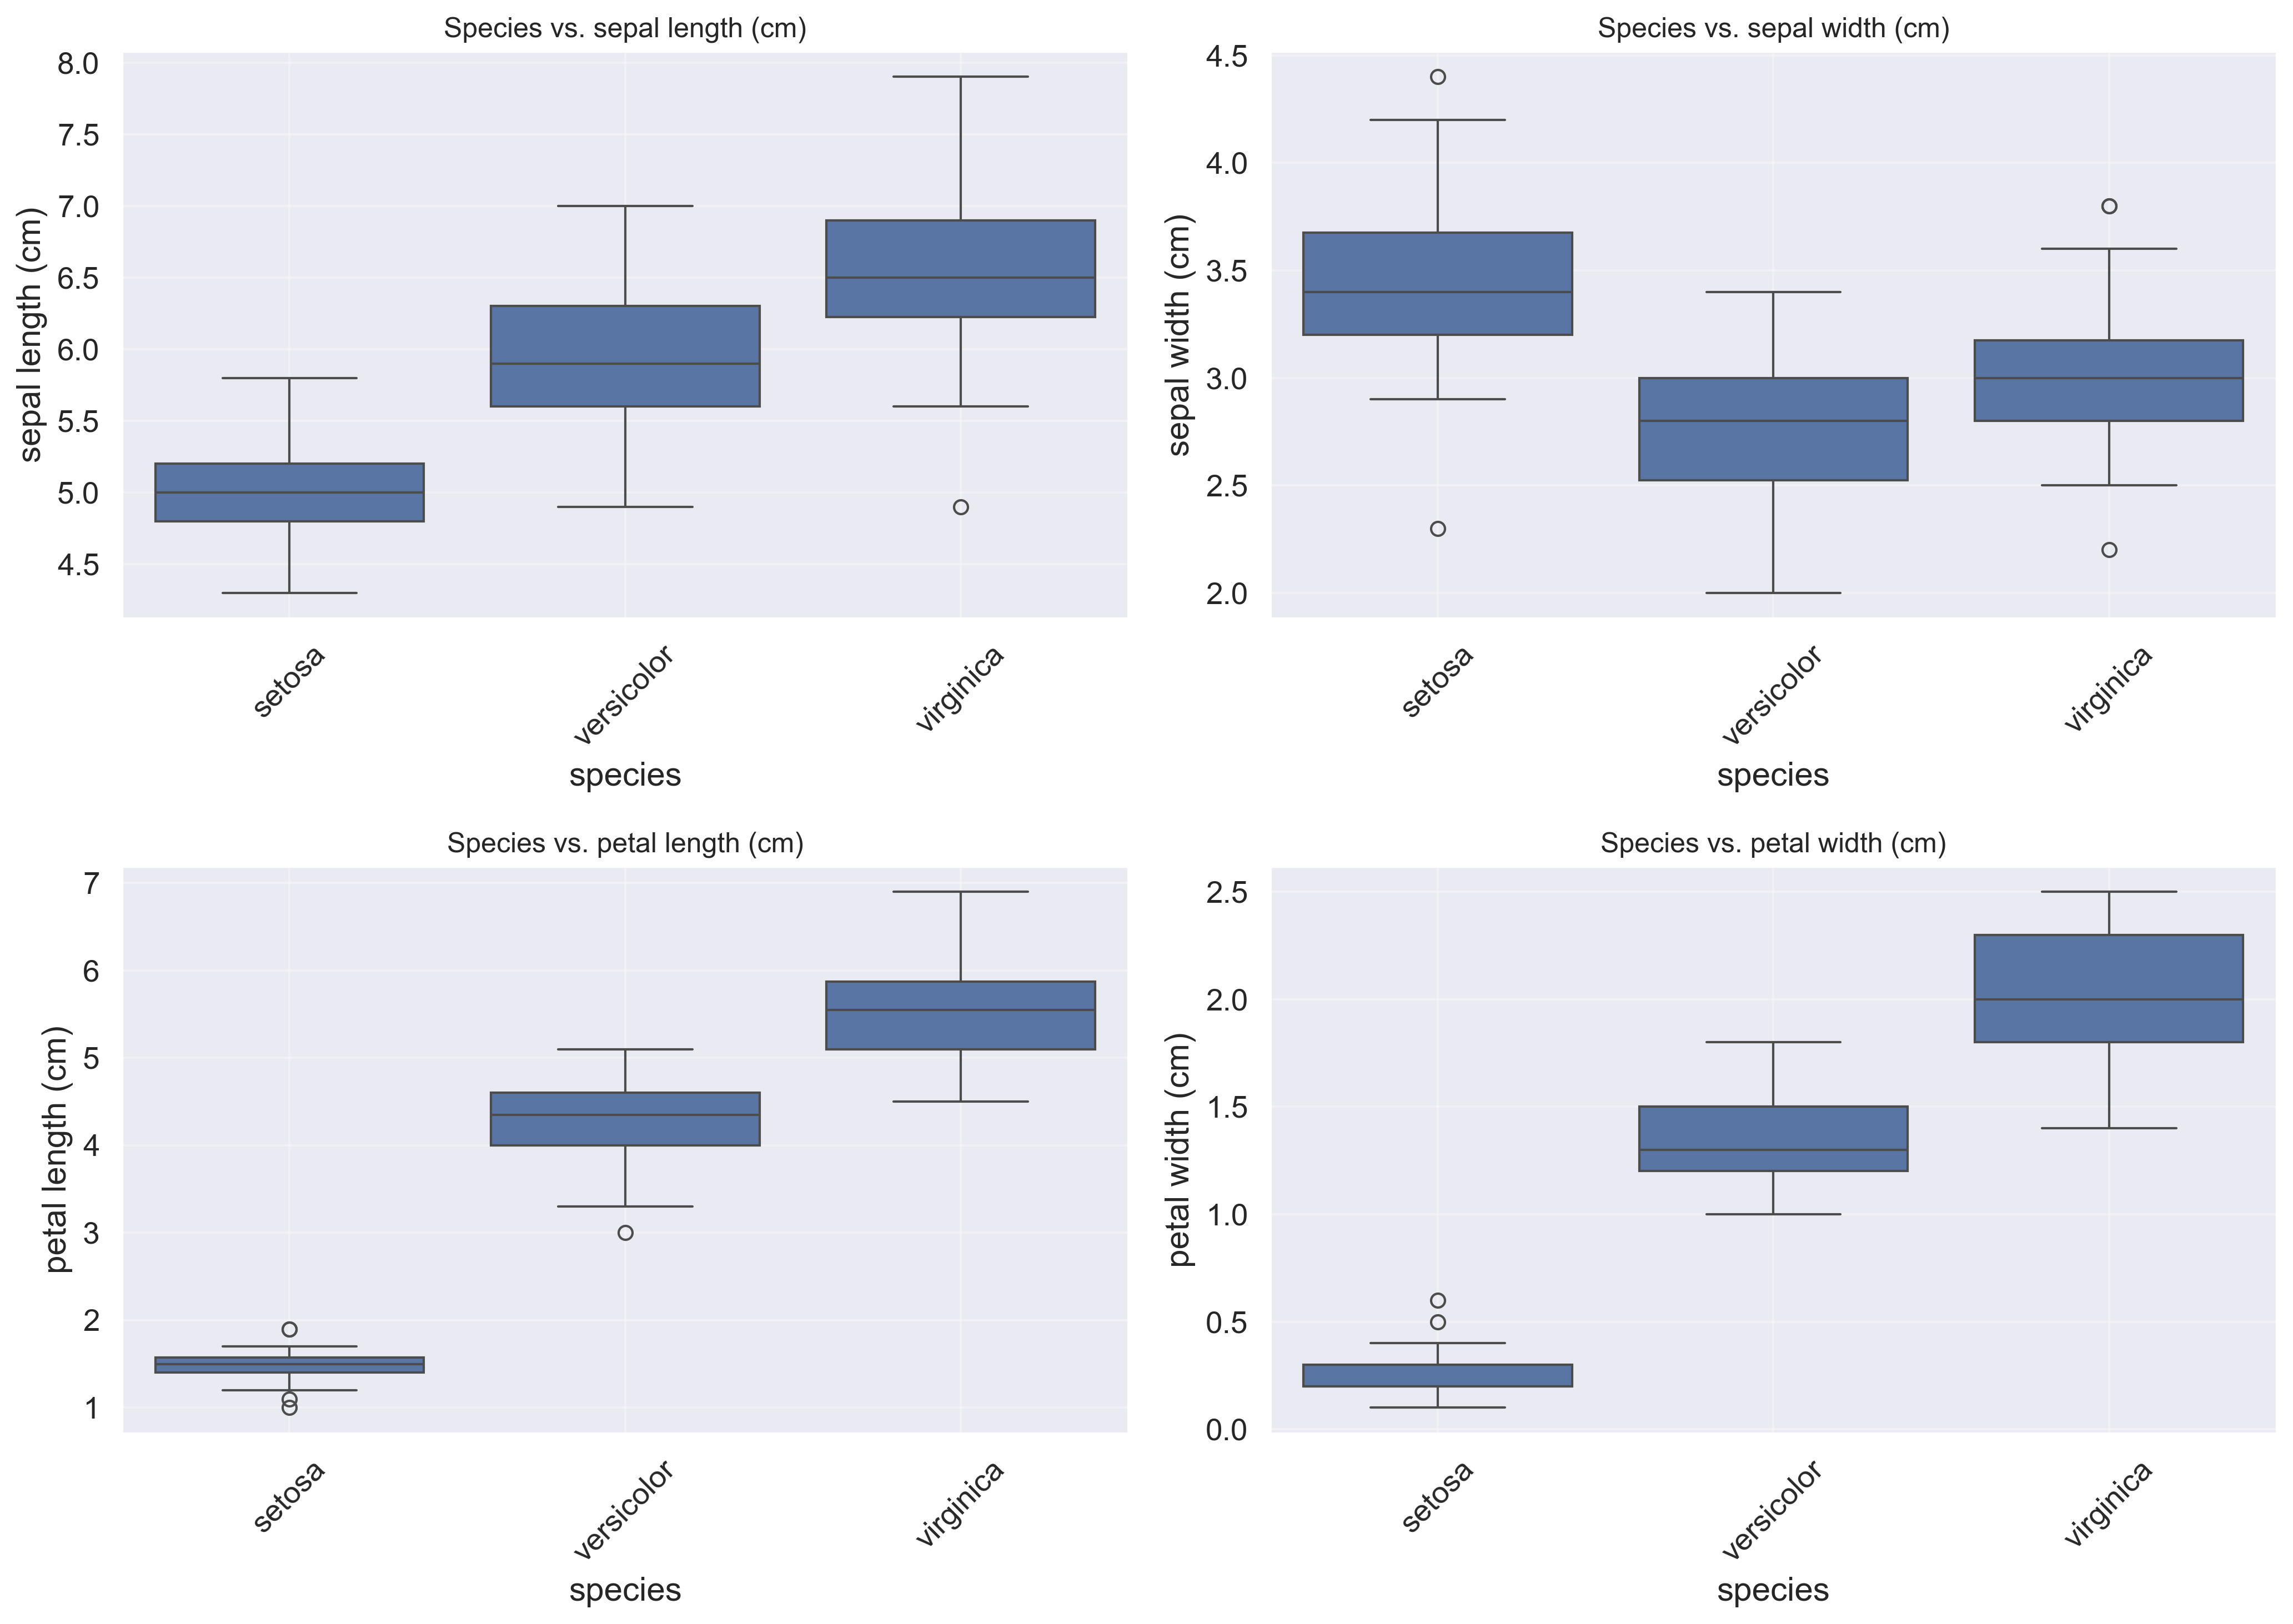 Species vs. sepal length (cm)
sepal length (cm)
8.0
7.5
7.0
6.5
6.0
5.5
5.0
4.5
setosa
versicolor
virginica
species
Species vs. sepal width (cm)
sepal width (cm)
4.5
4.0
3.5
3.0
2.5
2.0
setosa
versicolor
virginica
species
Species vs. petal length (cm)
petal length (cm)
7
6
5
4
3
2
1
setosa
versicolor
virginica
species
Species vs. petal width (cm)
petal width (cm)
2.5
2.0
1.5
1.0
0.5
0.0
setosa
versicolor
virginica
species